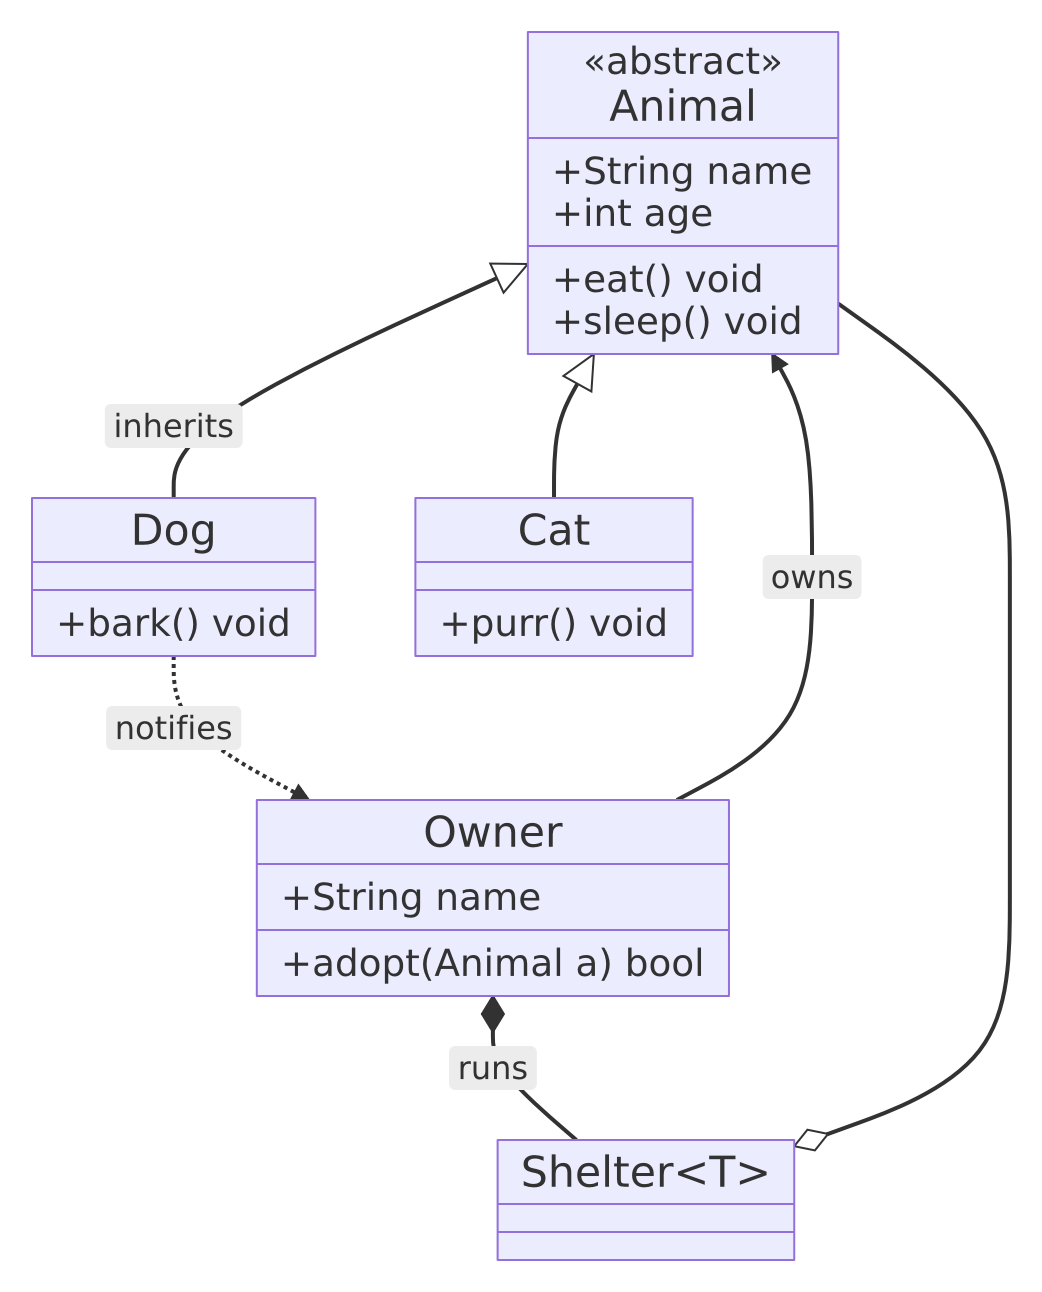 «abstract»
Animal
+String name
+int age
+eat() void
+sleep() void
inherits
Dog
+bark() void
Cat
+purr() void
owns
notifies
Owner
+String name
+adopt(Animal a) bool
runs
Shelter<T>